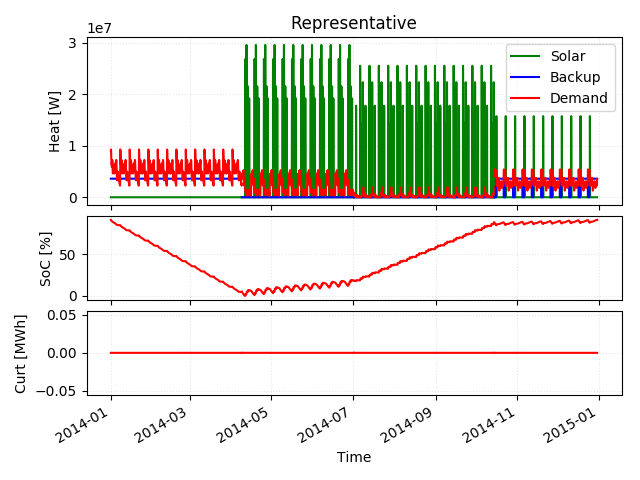 Representative
1e7
3
2
1
0
Heat [W]
Solar
Backup
Demand
50
0
SoC [%]
0.05
0.00
−0.05
Curt [MWh]
2014-01
2014-03
2014-05
2014-07
2014-09
2014-11
2015-01
Time